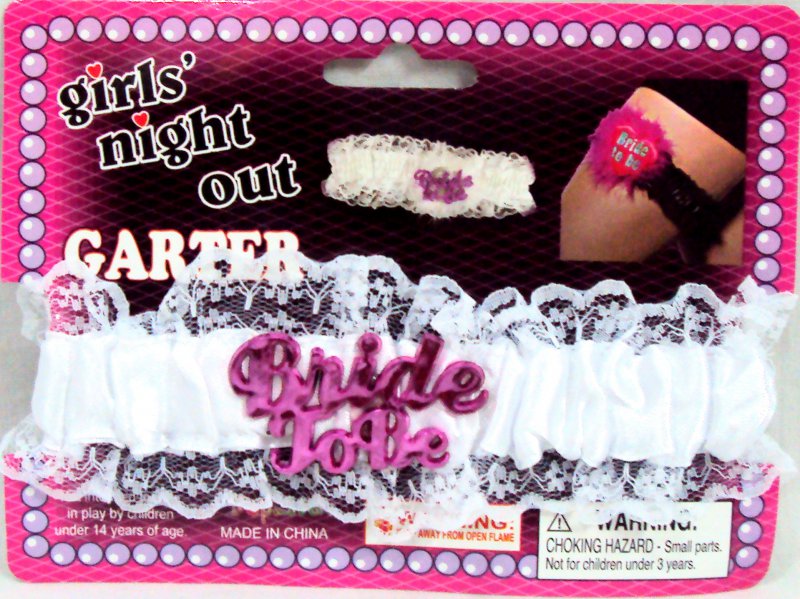 girls'
night
out
GARTER
Bride
Bride
to be
Bride
To Be
in play by children
under 14 years of age.
MADE IN CHINA
WARNING:
AWAY FROM OPEN FLAME
WARNING:
CHOKING HAZARD - Small parts.
Not for children under 3 years.